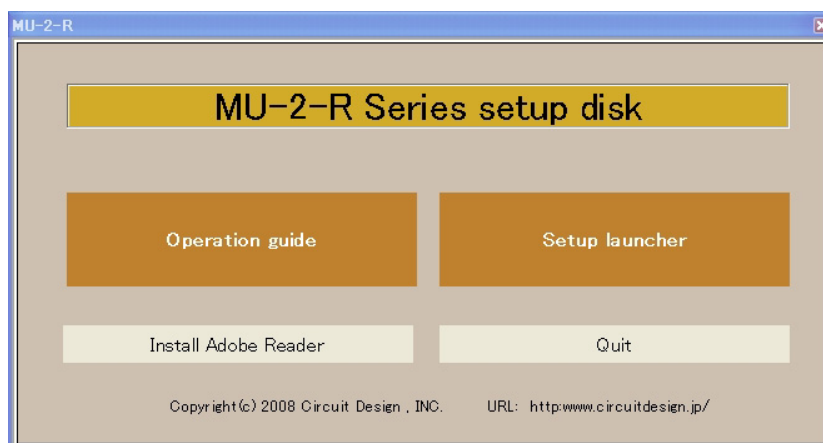 MU-2-R
MU-2-R Series setup disk
Operation guide
Setup launcher
Install Adobe Reader
Quit
Copyright(c) 2008 Circuit Design , INC. URL: http:www.circuitdesign.jp/